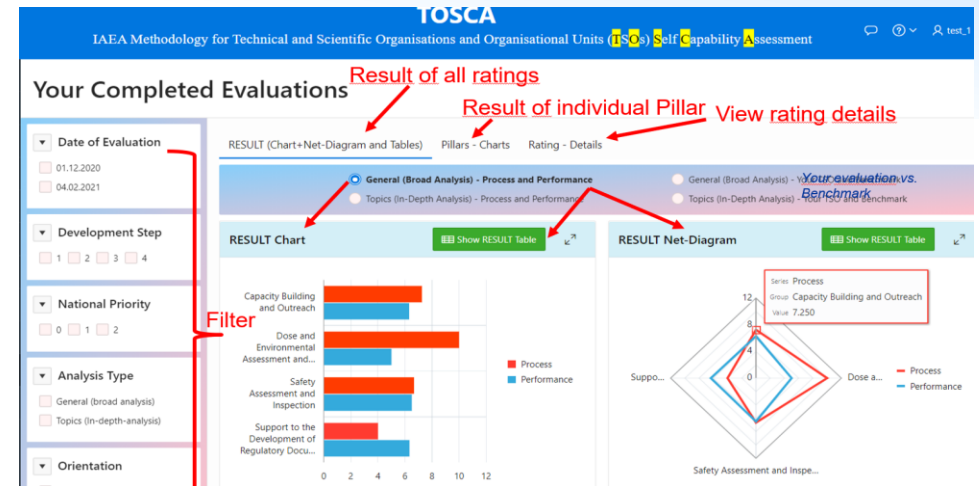 TOSCA
IAEA Methodology for Technical and Scientific Organisations and Organisational Units (TSOs) Self Capability Assessment
test_1
Your Completed Evaluations
Result of all ratings
Result of individual Pillar
View rating details
Date of Evaluation
01.12.2020
04.02.2021
RESULT (Chart+Net-Diagram and Tables)
Pillars - Charts
Rating - Details
General (Broad Analysis) - Process and Performance
General (Broad Analysis) -
Your evaluation vs.
Benchmark
Topics (In-Depth Analysis) - Process and Performance
Topics (In-Depth Analysis) - Your TSO and Benchmark
Development Step
1 2 3 4
RESULT Chart
Show RESULT Table
RESULT Net-Diagram
Show RESULT Table
National Priority
0 1 2
Filter
Analysis Type
General (broad analysis)
Topics (In-depth-analysis)
Orientation
Capacity Building
and Outreach
Dose and
Environmental
Assessment and...
Safety
Assessment and
Inspection
Support to the
Development of
Regulatory Docu...
0 2 4 6 8 10 12
Process
Performance
Series Process
Group Capacity Building and Outreach
Value 7.250
12
8
4
0
Suppo...
Dose a...
Safety Assessment and Inspe...
Process
Performance